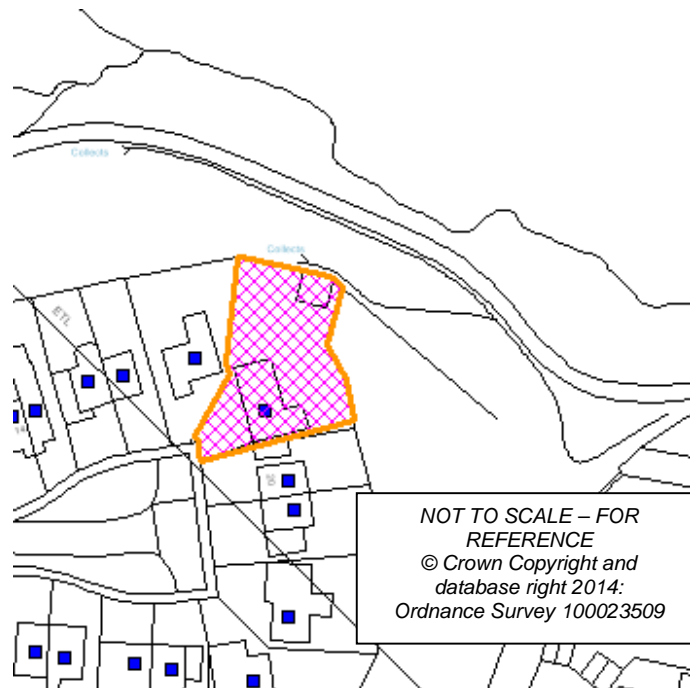 Collects
Collects
ETL
NOT TO SCALE – FOR
REFERENCE
© Crown Copyright and
database right 2014:
Ordnance Survey 100023509